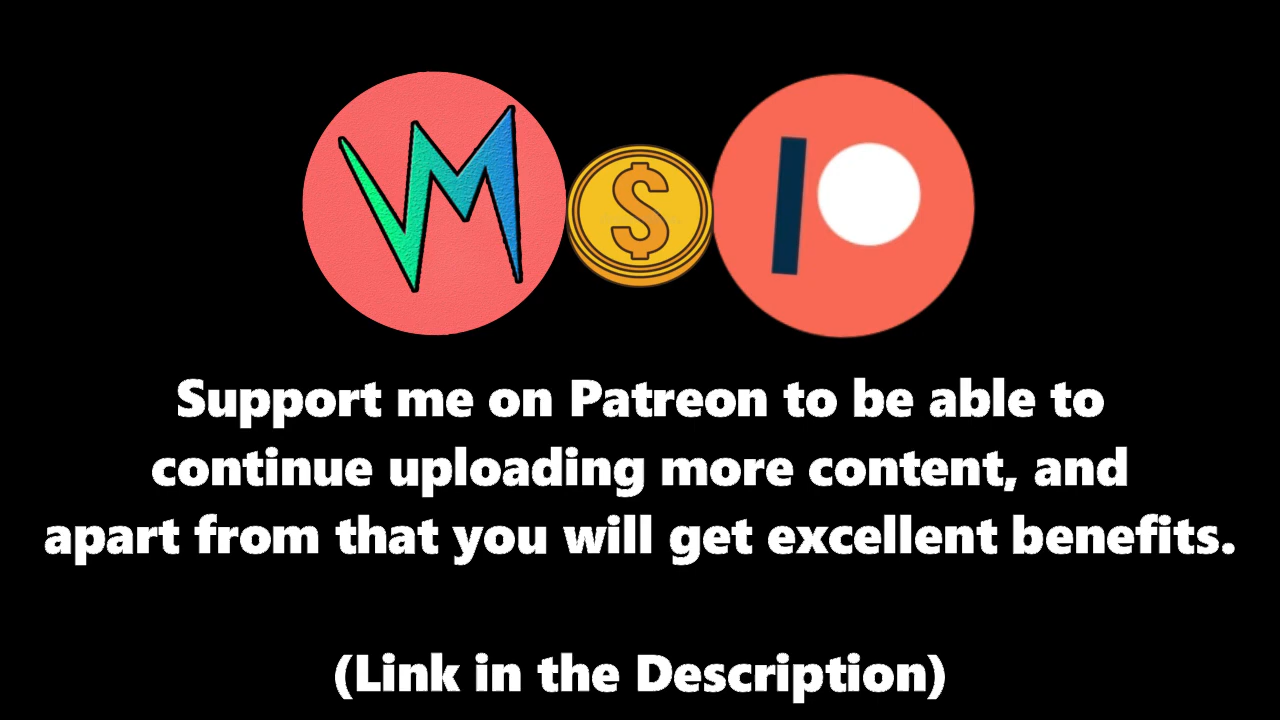 VM $
Support me on Patreon to be able to
continue uploading more content, and
apart from that you will get excellent benefits.
(Link in the Description)